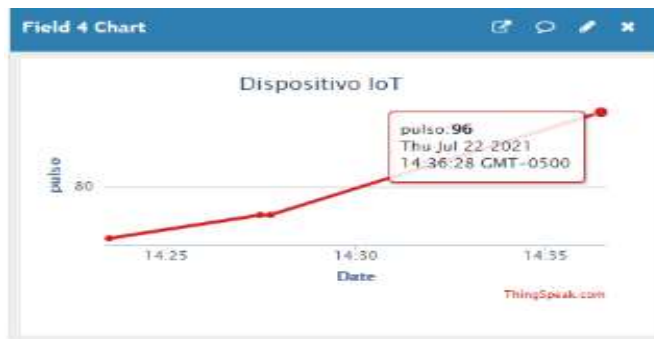 Field 4 Chart
Dispositivo IoT
pulso:96
Thu Jul 22 2021
14:36:28 GMT-0500
pulso
80
14:25 14:30 14:35
Date
ThingSpeak.com